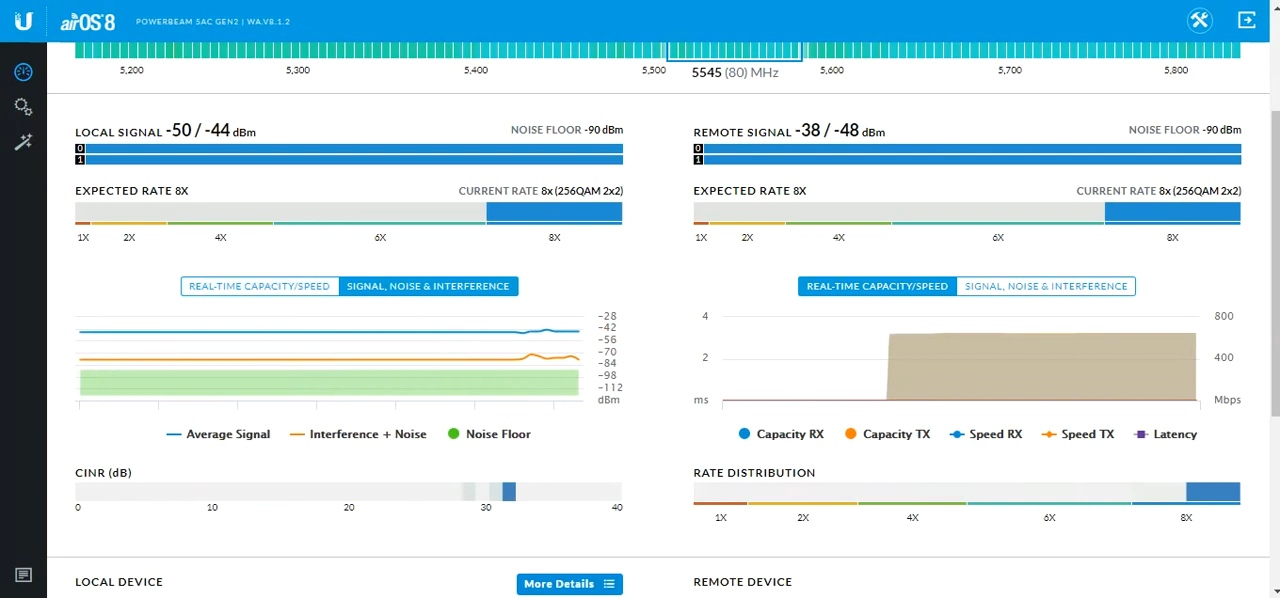 airOS 8 POWERBEAM 5AC GEN2 | WA.V8.1.2
5,200 5,300 5,400 5,500 5545 (80) MHz 5,600 5,700 5,800
LOCAL SIGNAL -50 / -44 dBm NOISE FLOOR -90 dBm
0
1
EXPECTED RATE 8X CURRENT RATE 8x (256QAM 2x2)
1X 2X 4X 6X 8X
REAL-TIME CAPACITY/SPEED SIGNAL, NOISE & INTERFERENCE
-28
-42
-56
-70
-84
-98
-112
dBm
Average Signal Interference + Noise Noise Floor
CINR (dB)
0 10 20 30 40
LOCAL DEVICE More Details
REMOTE SIGNAL -38 / -48 dBm NOISE FLOOR -90 dBm
0
1
EXPECTED RATE 8X CURRENT RATE 8x (256QAM 2x2)
1X 2X 4X 6X 8X
REAL-TIME CAPACITY/SPEED SIGNAL, NOISE & INTERFERENCE
4 800
2 400
ms Mbps
Capacity RX Capacity TX Speed RX Speed TX Latency
RATE DISTRIBUTION
1X 2X 4X 6X 8X
REMOTE DEVICE